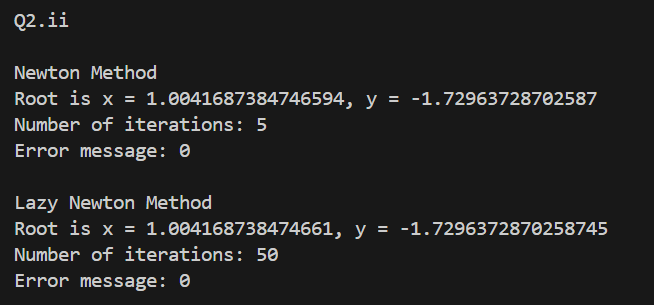 Q2.ii
Newton Method
Root is x = 1.0041687384746594, y = -1.72963728702587
Number of iterations: 5
Error message: 0
Lazy Newton Method
Root is x = 1.004168738474661, y = -1.7296372870258745
Number of iterations: 50
Error message: 0